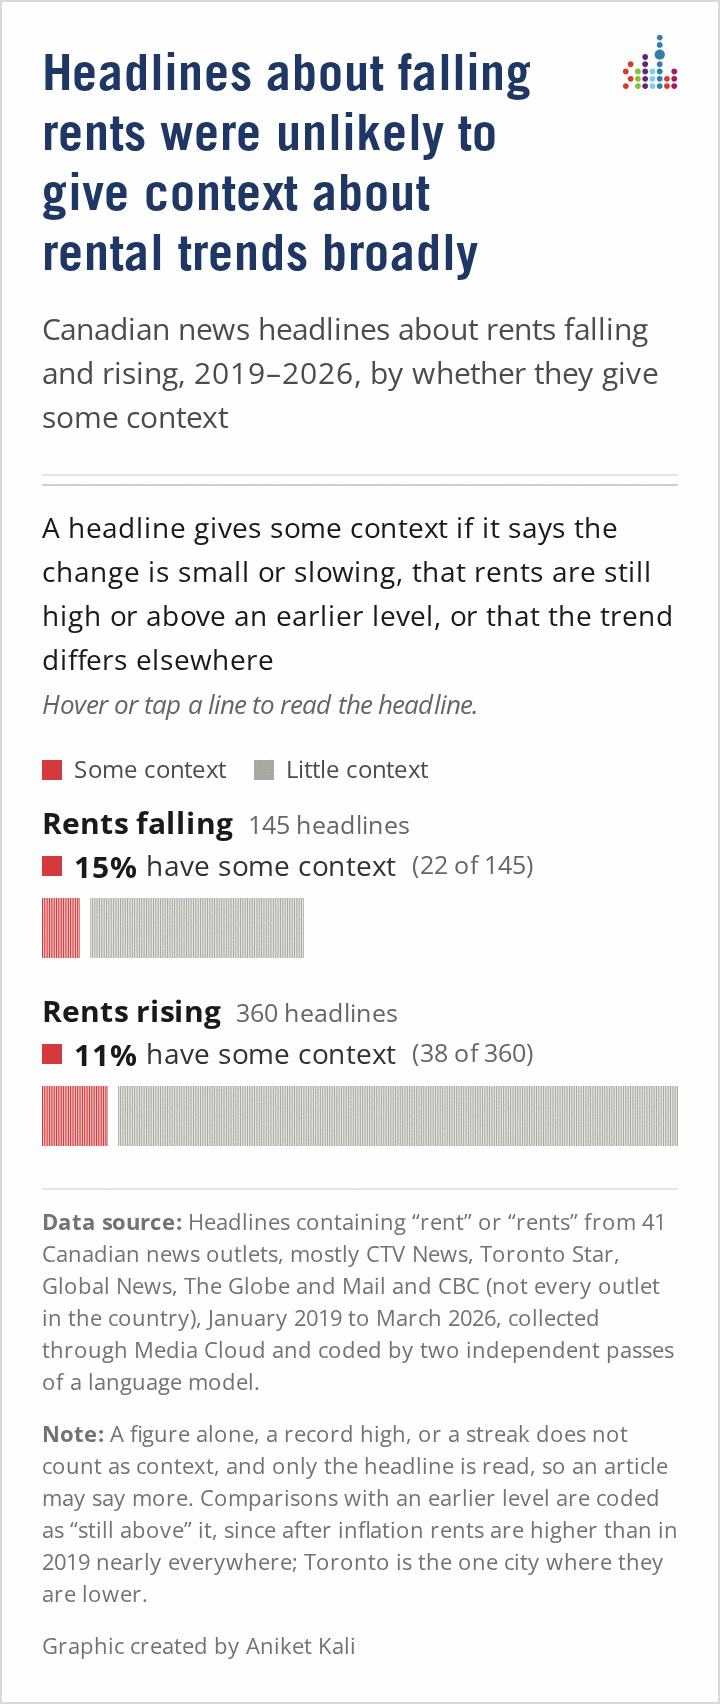 Headlines about falling
rents were unlikely to
give context about
rental trends broadly
Canadian news headlines about rents falling
and rising, 2019–2026, by whether they give
some context
A headline gives some context if it says the
change is small or slowing, that rents are still
high or above an earlier level, or that the trend
differs elsewhere
Hover or tap a line to read the headline.
Some context Little context
Rents falling 145 headlines
15% have some context (22 of 145)
Rents rising 360 headlines
11% have some context (38 of 360)
Data source: Headlines containing “rent” or “rents” from 41
Canadian news outlets, mostly CTV News, Toronto Star,
Global News, The Globe and Mail and CBC (not every outlet
in the country), January 2019 to March 2026, collected
through Media Cloud and coded by two independent passes
of a language model.
Note: A figure alone, a record high, or a streak does not
count as context, and only the headline is read, so an article
may say more. Comparisons with an earlier level are coded
as “still above” it, since after inflation rents are higher than in
2019 nearly everywhere; Toronto is the one city where they
are lower.
Graphic created by Aniket Kali